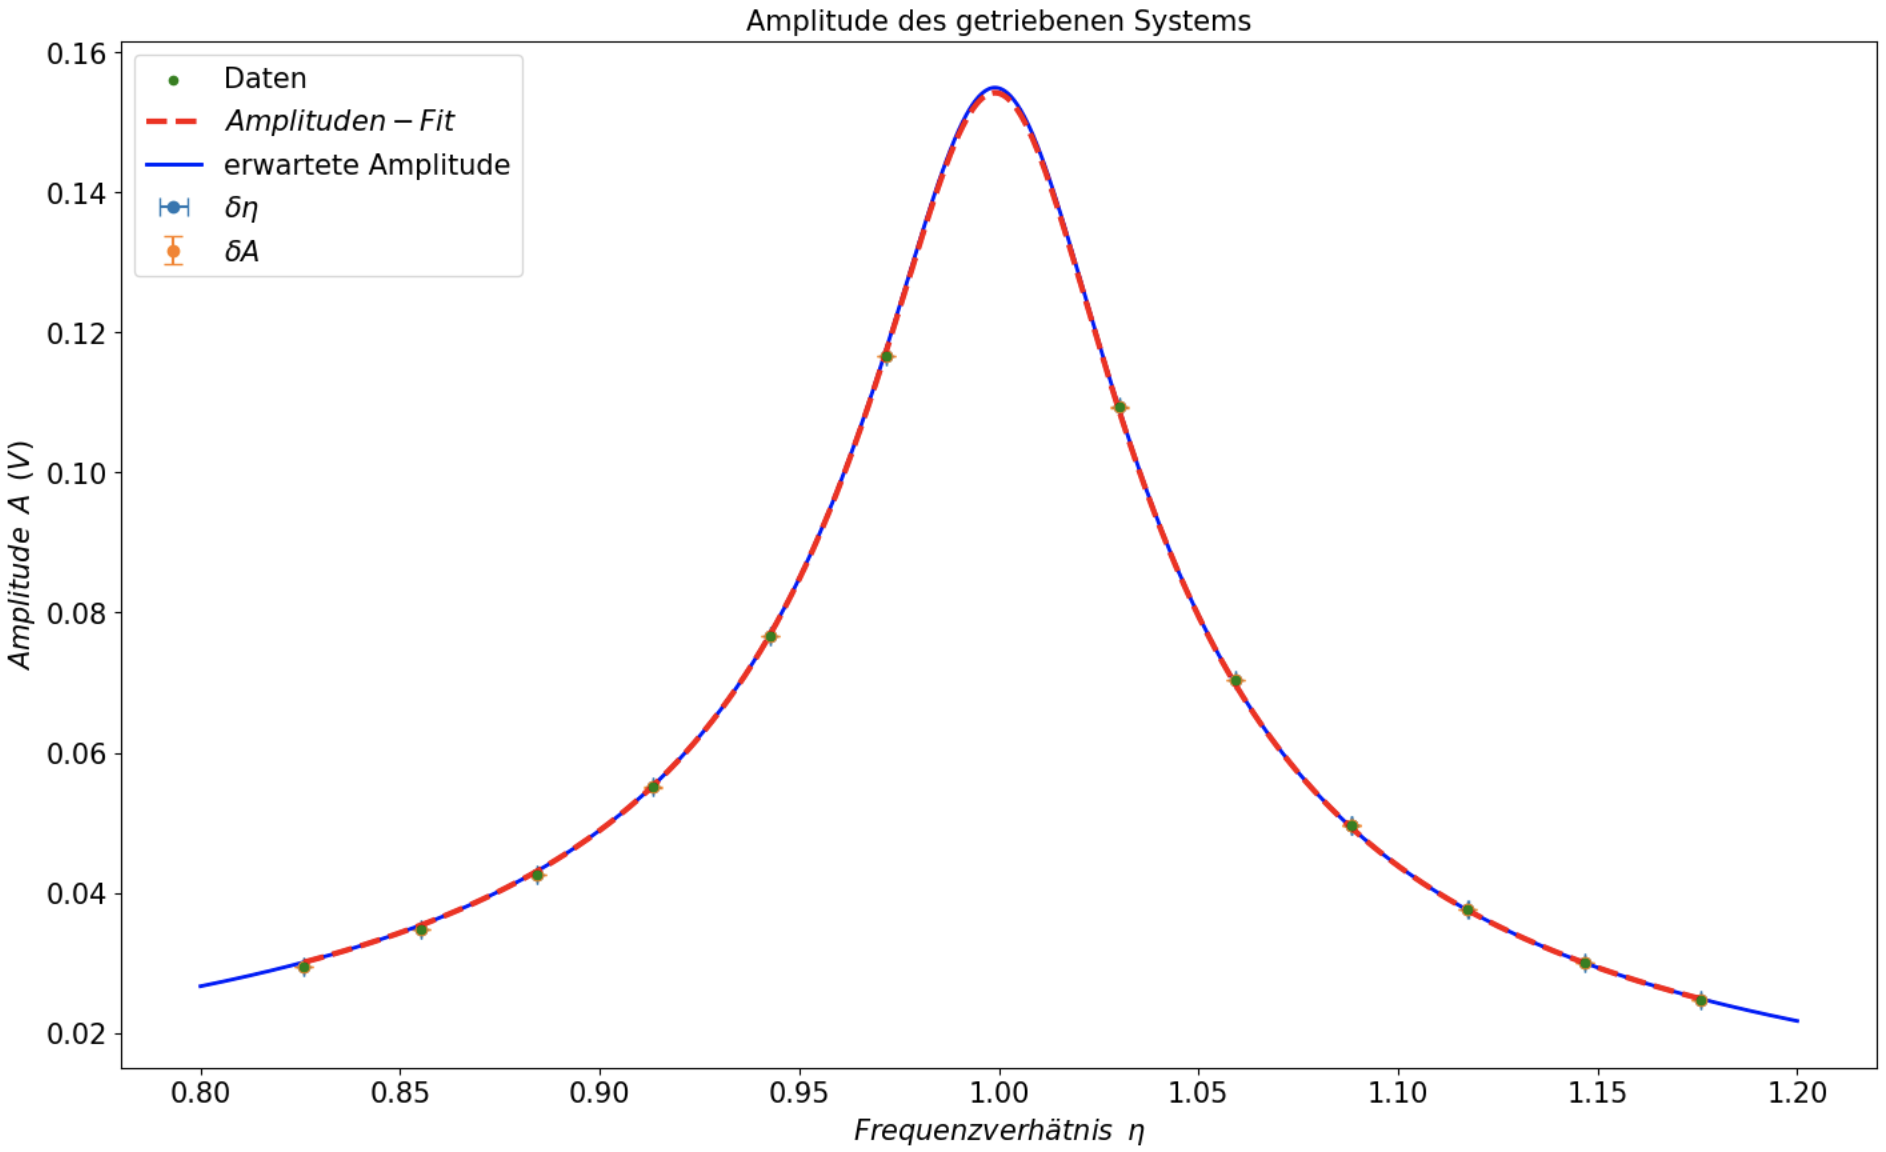 Amplitude des getriebenen Systems
Daten
Amplituden − Fit
erwartete Amplitude
δη
δA
Amplitude A (V)
0.16
0.14
0.12
0.10
0.08
0.06
0.04
0.02
0.80 0.85 0.90 0.95 1.00 1.05 1.10 1.15 1.20
Frequenzverhätnis η